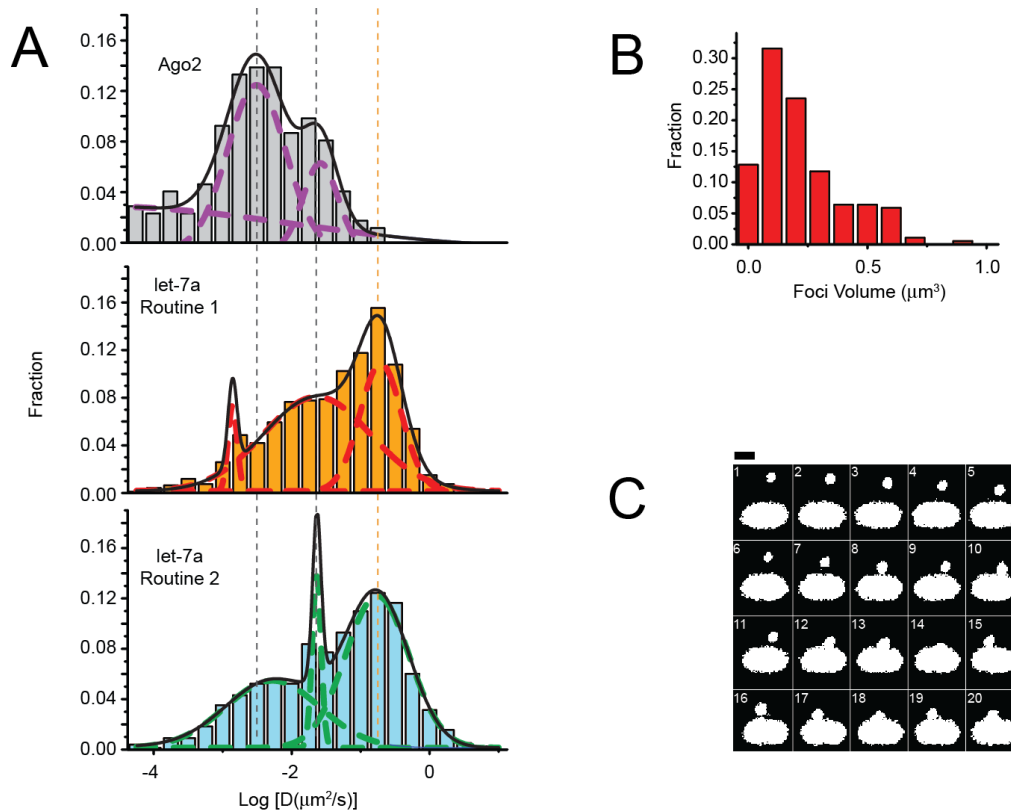 A
Ago2
0.16
0.12
0.08
0.04
0.00
let-7a
Routine 1
0.16
0.12
0.08
0.04
0.00
Fraction
let-7a
Routine 2
0.16
0.12
0.08
0.04
0.00
-4 -2 0
Log [D(μm²/s)]
B
0.30
0.25
0.20
0.15
0.10
0.05
0.00
Fraction
0.0 0.5 1.0
Foci Volume (μm³)
C
1 2 3 4 5
6 7 8 9 10
11 12 13 14 15
16 17 18 19 20